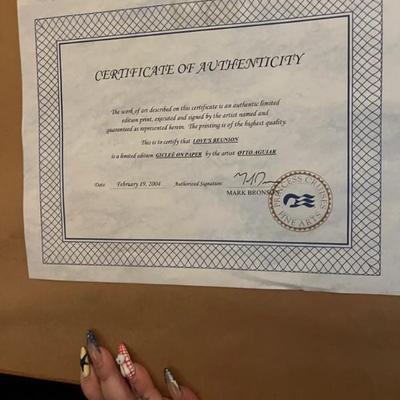 CERTIFICATE OF AUTHENTICITY
The work of art described on this certificate is an authentic limited
edition print, executed and signed by the artist named and
guaranteed as represented herein. The printing is of the highest quality.
This is to certify that LOVE'S REUNION
is a limited edition GICLEÉ ON PAPER by the artist OTTO AGUIAR
Date February 19, 2004 Authorized Signature
MARK BRONSON
PRINCESS CRUISES
FINE ARTS